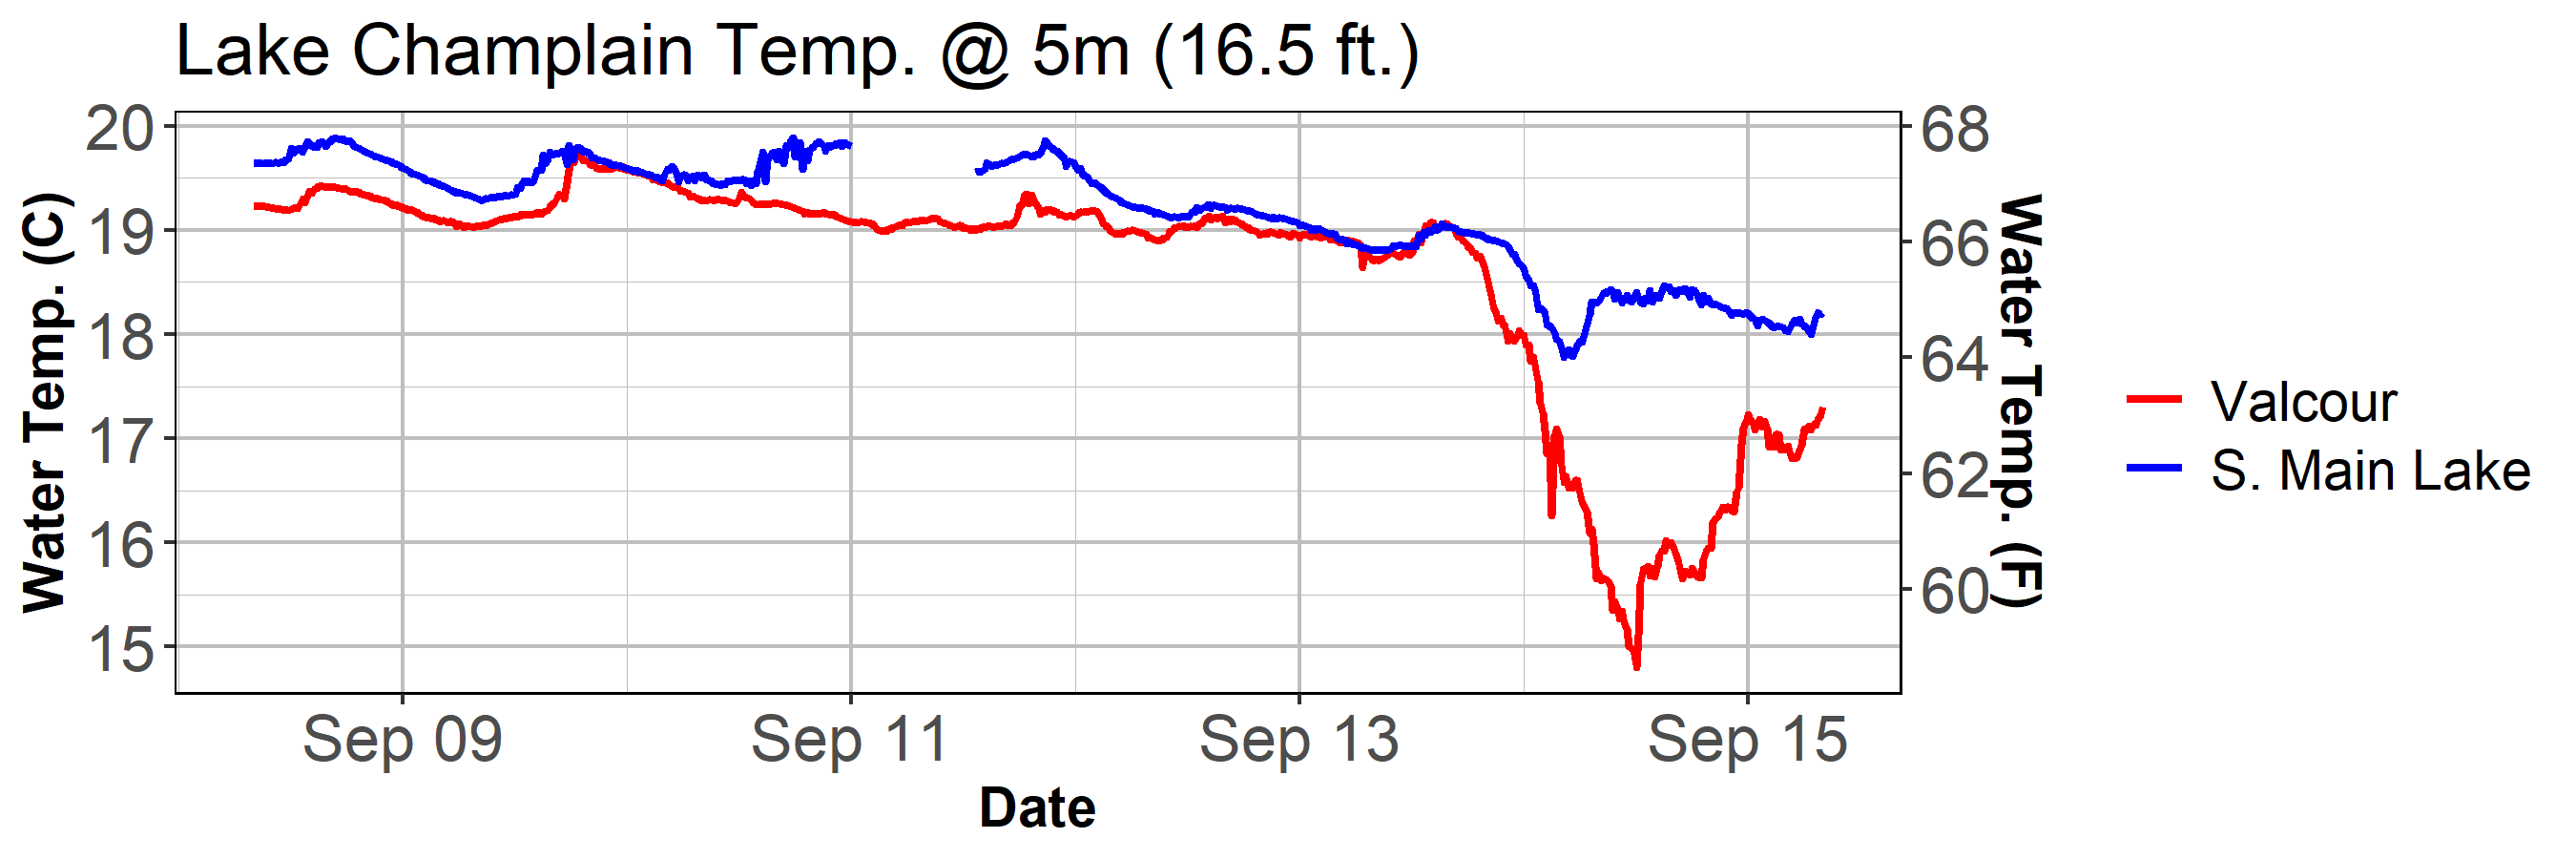 Lake Champlain Temp. @ 5m (16.5 ft.)
Water Temp. (C)
20
19
18
17
16
15
68
66
64
62
60
Water Temp. (F)
Sep 09
Sep 11
Sep 13
Sep 15
Date
Valcour
S. Main Lake